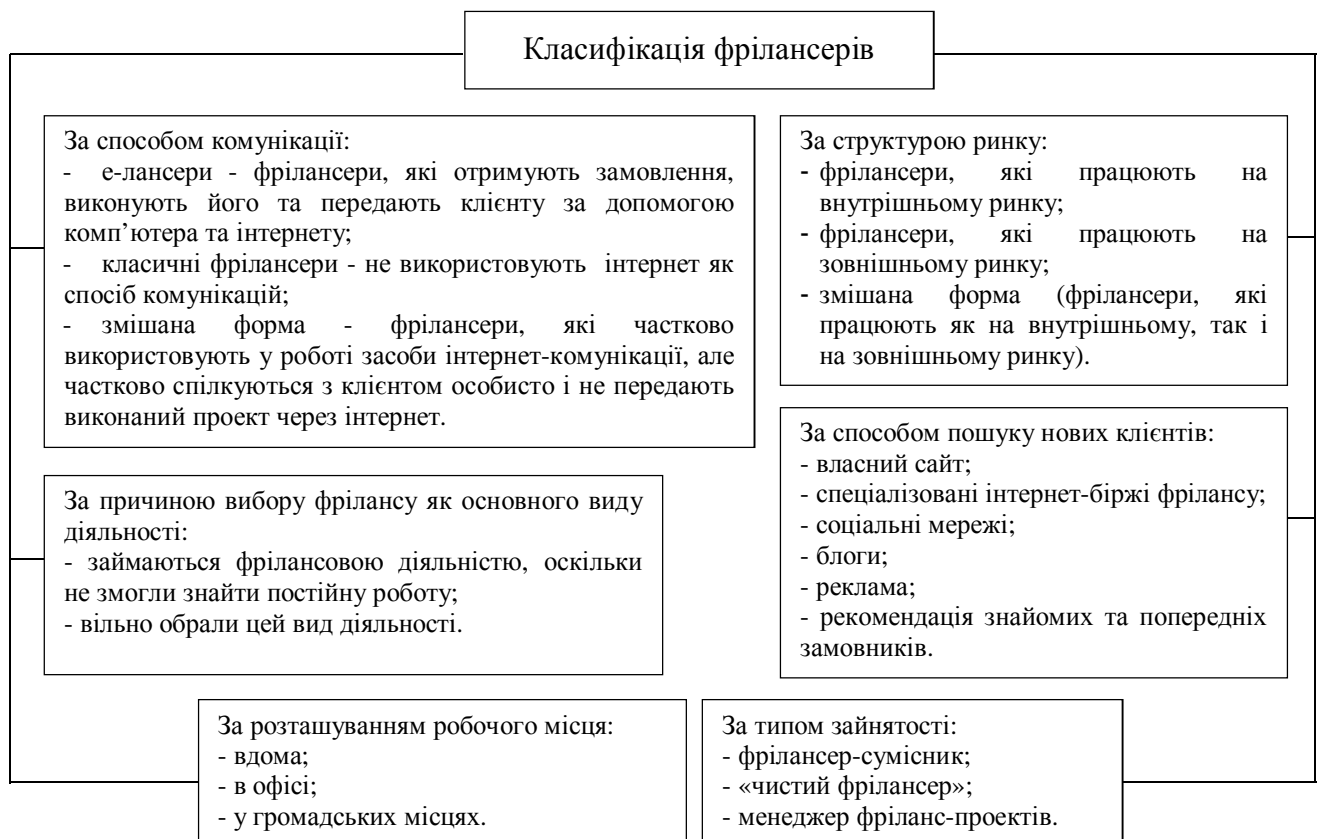 Класифікація фрілансерів
За способом комунікації:
- е-лансери - фрілансери, які отримують замовлення,
виконують його та передають клієнту за допомогою
комп’ютера та інтернету;
- класичні фрілансери - не використовують інтернет як
спосіб комунікацій;
- змішана форма - фрілансери, які частково
використовують у роботі засоби інтернет-комунікації, але
частково спілкуються з клієнтом особисто і не передають
виконаний проект через інтернет.
За структурою ринку:
- фрілансери, які працюють на
внутрішньому ринку;
- фрілансери, які працюють на
зовнішньому ринку;
- змішана форма (фрілансери, які
працюють як на внутрішньому, так і
на зовнішньому ринку).
За причиною вибору фрілансу як основного виду
діяльності:
- займаються фрілансовою діяльністю, оскільки
не змогли знайти постійну роботу;
- вільно обрали цей вид діяльності.
За способом пошуку нових клієнтів:
- власний сайт;
- спеціалізовані інтернет-біржі фрілансу;
- соціальні мережі;
- блоги;
- реклама;
- рекомендація знайомих та попередніх
замовників.
За розташуванням робочого місця:
- вдома;
- в офісі;
- у громадських місцях.
За типом зайнятості:
- фрілансер-сумісник;
- «чистий фрілансер»;
- менеджер фріланс-проектів.